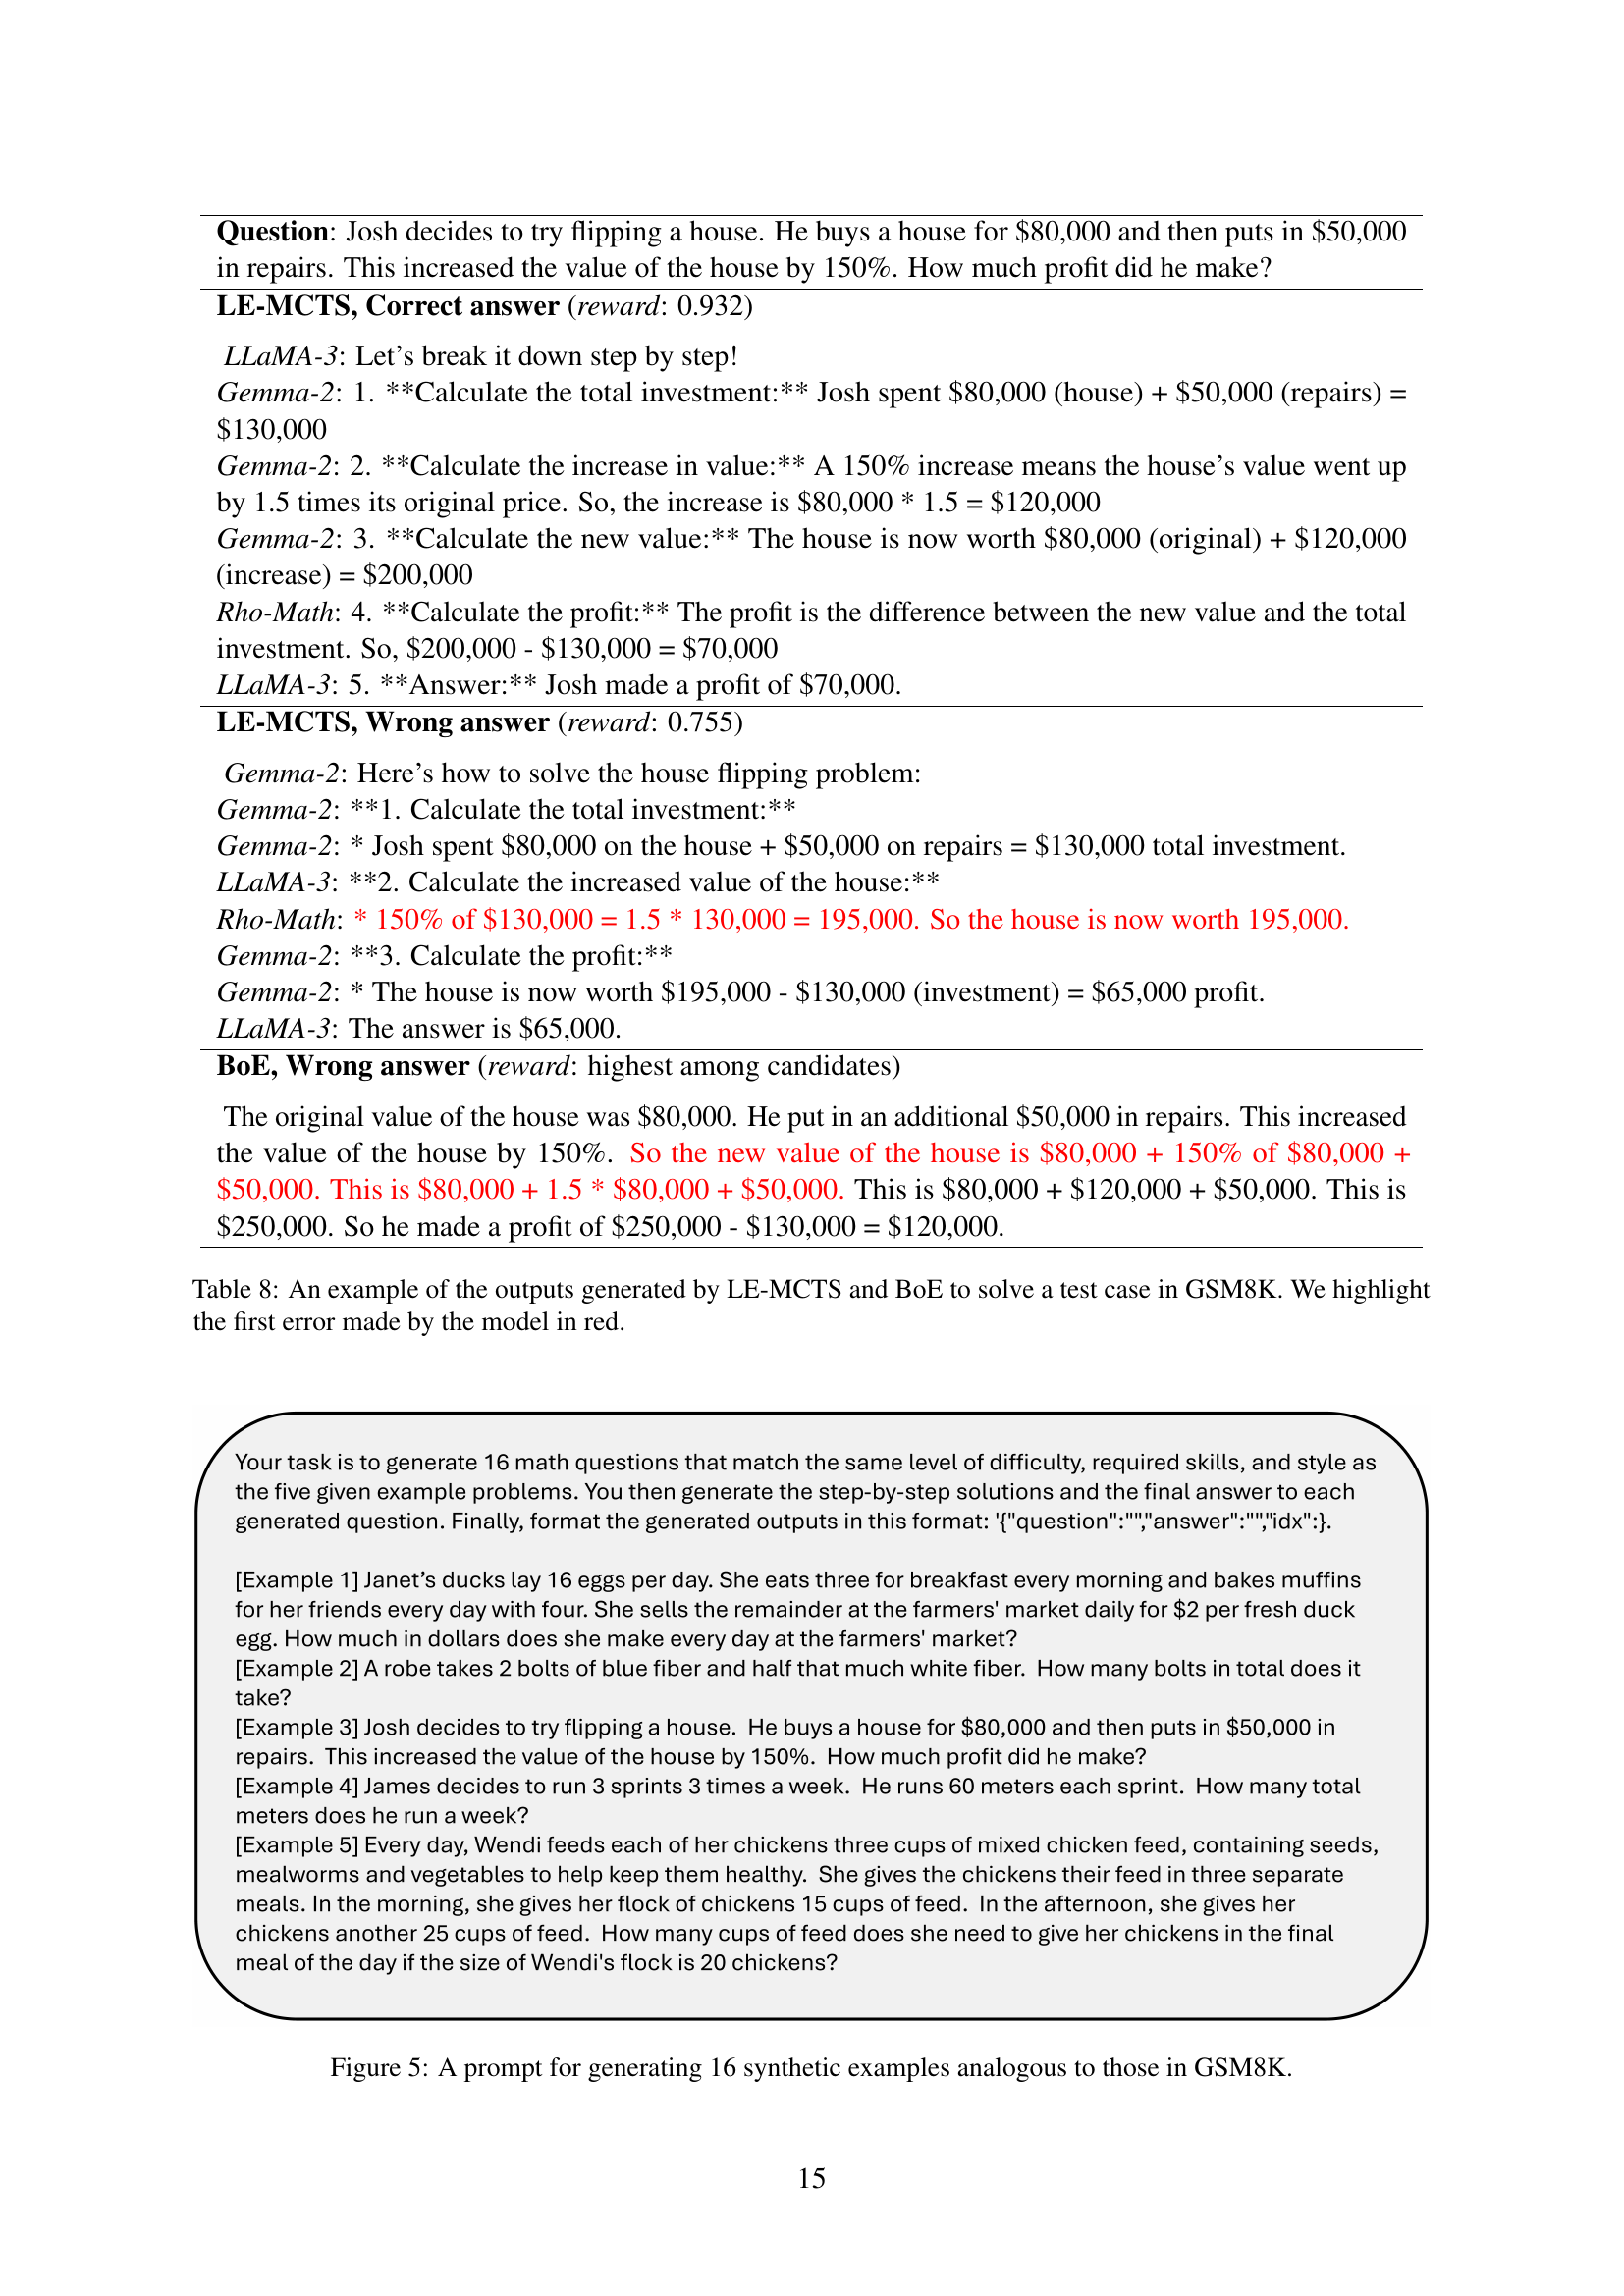 Question: Josh decides to try flipping a house. He buys a house for $80,000 and then puts in $50,000
in repairs. This increased the value of the house by 150%. How much profit did he make?
LE-MCTS, Correct answer (reward: 0.932)
LLaMA-3: Let's break it down step by step!
Gemma-2: 1. **Calculate the total investment:** Josh spent $80,000 (house) + $50,000 (repairs) =
$130,000
Gemma-2: 2. **Calculate the increase in value:** A 150% increase means the house's value went up
by 1.5 times its original price. So, the increase is $80,000 * 1.5 = $120,000
Gemma-2: 3. **Calculate the new value:** The house is now worth $80,000 (original) + $120,000
(increase) = $200,000
Rho-Math: 4. **Calculate the profit:** The profit is the difference between the new value and the total
investment. So, $200,000 - $130,000 = $70,000
LLaMA-3: 5. **Answer:** Josh made a profit of $70,000.
LE-MCTS, Wrong answer (reward: 0.755)
Gemma-2: Here's how to solve the house flipping problem:
Gemma-2: **1. Calculate the total investment:**
Gemma-2: * Josh spent $80,000 on the house + $50,000 on repairs = $130,000 total investment.
LLaMA-3: **2. Calculate the increased value of the house:**
Rho-Math: * 150% of $130,000 = 1.5 * 130,000 = 195,000. So the house is now worth 195,000.
Gemma-2: **3. Calculate the profit:**
Gemma-2: * The house is now worth $195,000 - $130,000 (investment) = $65,000 profit.
LLaMA-3: The answer is $65,000.
BoE, Wrong answer (reward: highest among candidates)
The original value of the house was $80,000. He put in an additional $50,000 in repairs. This increased
the value of the house by 150%. So the new value of the house is $80,000 + 150% of $80,000 +
$50,000. This is $80,000 + 1.5 * $80,000 + $50,000. This is $80,000 + $120,000 + $50,000. This is
$250,000. So he made a profit of $250,000 - $130,000 = $120,000.
Table 8: An example of the outputs generated by LE-MCTS and BoE to solve a test case in GSM8K. We highlight
the first error made by the model in red.
Your task is to generate 16 math questions that match the same level of difficulty, required skills, and style as
the five given example problems. You then generate the step-by-step solutions and the final answer to each
generated question. Finally, format the generated outputs in this format: '{"question":"","answer":"","idx":}.
[Example 1] Janet’s ducks lay 16 eggs per day. She eats three for breakfast every morning and bakes muffins
for her friends every day with four. She sells the remainder at the farmers' market daily for $2 per fresh duck
egg. How much in dollars does she make every day at the farmers' market?
[Example 2] A robe takes 2 bolts of blue fiber and half that much white fiber. How many bolts in total does it
take?
[Example 3] Josh decides to try flipping a house. He buys a house for $80,000 and then puts in $50,000 in
repairs. This increased the value of the house by 150%. How much profit did he make?
[Example 4] James decides to run 3 sprints 3 times a week. He runs 60 meters each sprint. How many total
meters does he run a week?
[Example 5] Every day, Wendi feeds each of her chickens three cups of mixed chicken feed, containing seeds,
mealworms and vegetables to help keep them healthy. She gives the chickens their feed in three separate
meals. In the morning, she gives her flock of chickens 15 cups of feed. In the afternoon, she gives her
chickens another 25 cups of feed. How many cups of feed does she need to give her chickens in the final
meal of the day if the size of Wendi's flock is 20 chickens?
Figure 5: A prompt for generating 16 synthetic examples analogous to those in GSM8K.
15